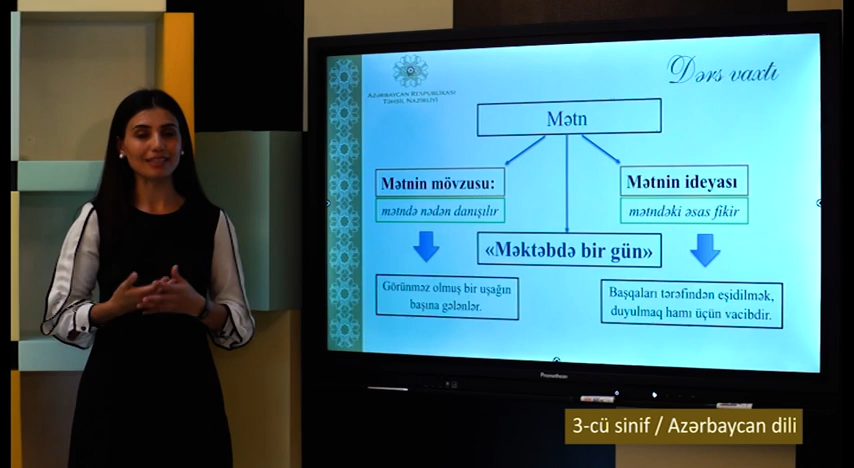 Dərs vaxtı
AZƏRBAYCAN RESPUBLİKASI
TƏHSİL NAZİRLİYİ
Mətn
Mətnin mövzusu:
mətndə nədən danışılır
Mətnin ideyası
mətndəki əsas fikir
«Məktəbdə bir gün»
Görünməz olmuş bir uşağın
başına gələnlər.
Başqaları tərəfindən eşidilmək,
duyulmaq hamı üçün vacibdir.
Promethean
3-cü sinif / Azərbaycan dili